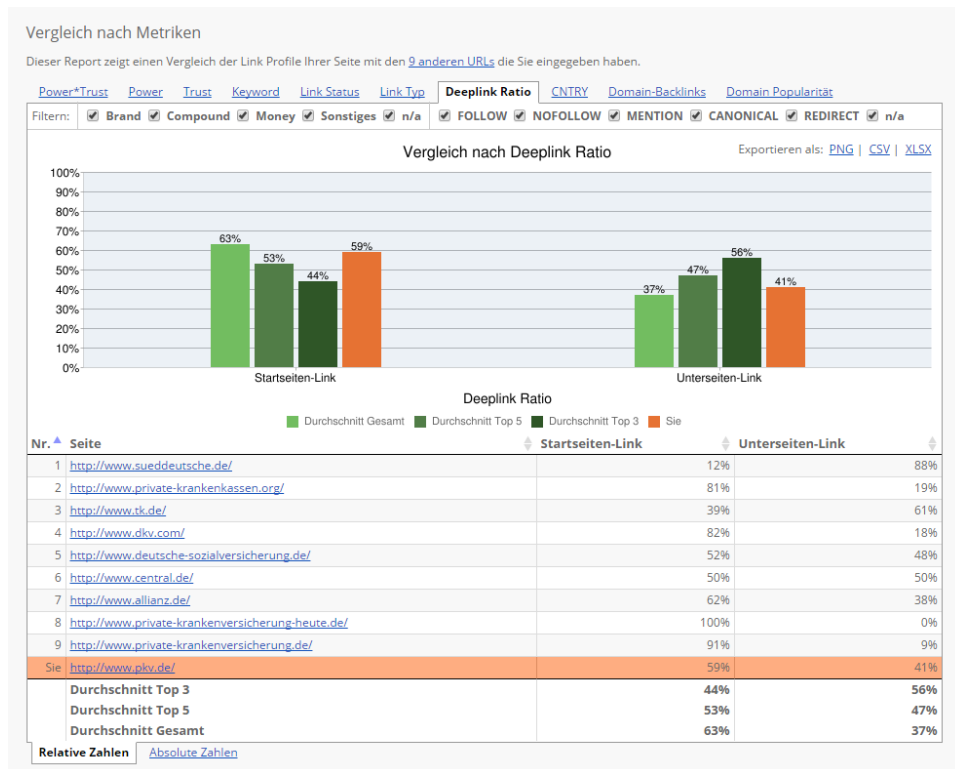 Vergleich nach Metriken
Dieser Report zeigt einen Vergleich der Link Profile Ihrer Seite mit den 9 anderen URLs die Sie eingegeben haben.
Power*Trust Power Trust Keyword Link Status Link Typ Deeplink Ratio CNTRY Domain-Backlinks Domain Popularität
Filtern: Brand Compound Money Sonstiges n/a FOLLOW NOFOLLOW MENTION CANONICAL REDIRECT n/a
Vergleich nach Deeplink Ratio
Exportieren als: PNG | CSV | XLSX
100%
90%
80%
70%
60%
50%
40%
30%
20%
10%
0%
63% 53% 44% 59%
37% 47% 56% 41%
Startseiten-Link Unterseiten-Link
Deeplink Ratio
Durchschnitt Gesamt Durchschnitt Top 5 Durchschnitt Top 3 Sie
Nr. Seite Startseiten-Link Unterseiten-Link
1 http://www.sueddeutsche.de/ 12% 88%
2 http://www.private-krankenkassen.org/ 81% 19%
3 http://www.tk.de/ 39% 61%
4 http://www.dkv.com/ 82% 18%
5 http://www.deutsche-sozialversicherung.de/ 52% 48%
6 http://www.central.de/ 50% 50%
7 http://www.allianz.de/ 62% 38%
8 http://www.private-krankenversicherung-heute.de/ 100% 0%
9 http://www.private-krankenversicherung.de/ 91% 9%
Sie http://www.pkv.de/ 59% 41%
Durchschnitt Top 3 44% 56%
Durchschnitt Top 5 53% 47%
Durchschnitt Gesamt 63% 37%
Relative Zahlen Absolute Zahlen